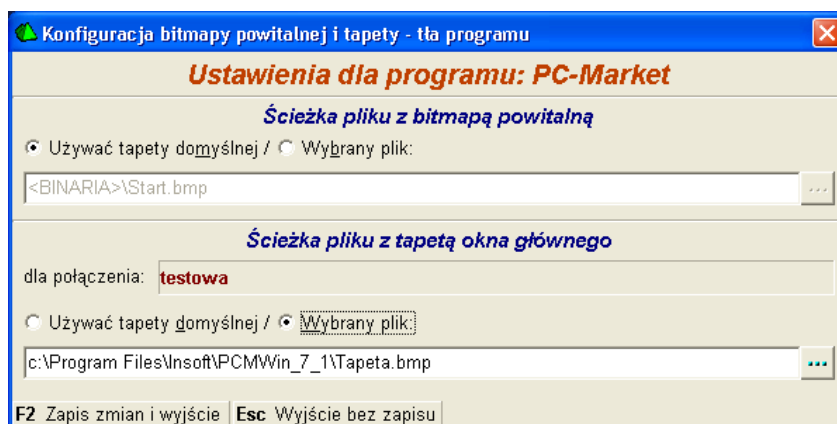 Konfiguracja bitmapy powitalnej i tapety - tła programu
Ustawienia dla programu: PC-Market
Ścieżka pliku z bitmapą powitalną
Używać tapety domyślnej / Wybrany plik:
<BINARIA>\Start.bmp ...
Ścieżka pliku z tapetą okna głównego
dla połączenia: testowa
Używać tapety domyślnej / Wybrany plik:
c:\Program Files\Insoft\PCMWin_7_1\Tapeta.bmp ...
F2 Zapis zmian i wyjście Esc Wyjście bez zapisu